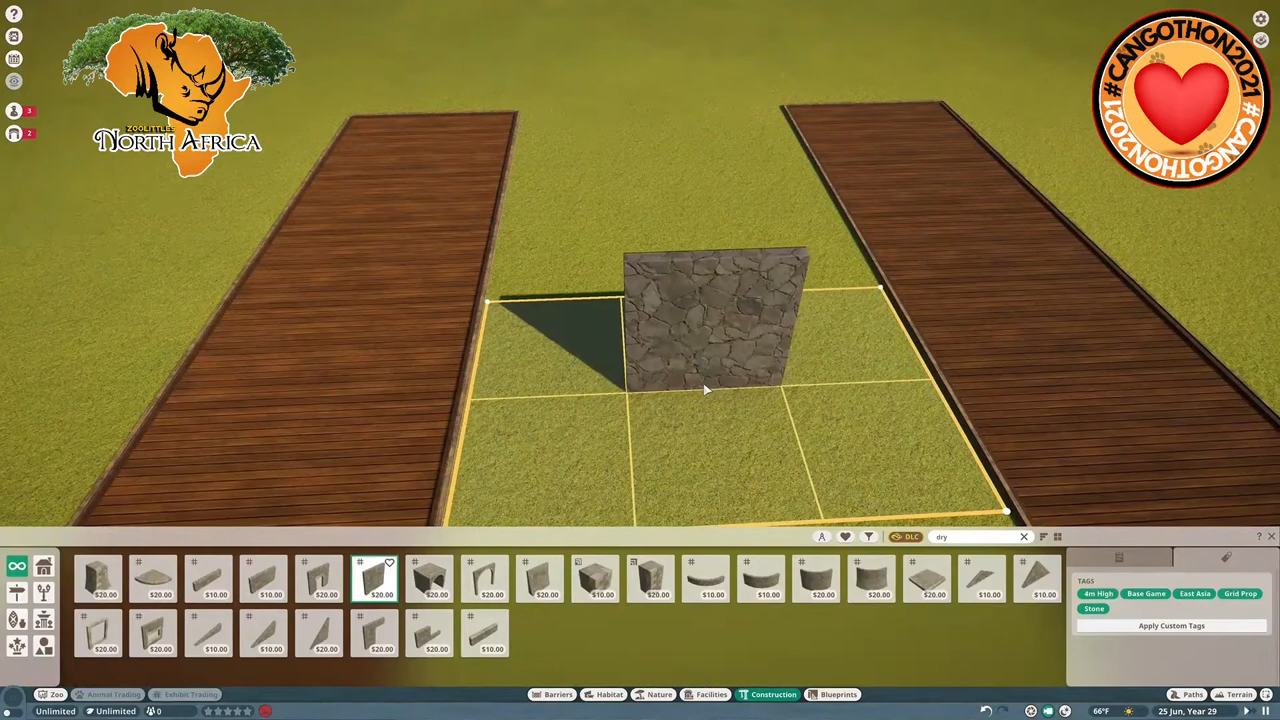 ZOOLITTLES
NORTH AFRICA
#CANGOTHON2021
#CANGOTHON2021
3
2
DLC
dry
$20.00 $20.00 $10.00 $10.00 $20.00 $20.00 $20.00 $20.00 $20.00 $10.00 $20.00 $10.00 $10.00 $20.00 $20.00 $20.00 $10.00 $10.00
$20.00 $20.00 $10.00 $10.00 $20.00 $20.00 $20.00 $10.00
TAGS
4m High Base Game East Asia Grid Prop
Stone
Apply Custom Tags
Zoo Animal Trading Exhibit Trading Barriers Habitat Nature Facilities Construction Blueprints Paths Terrain
Unlimited Unlimited 0 66°F 25 Jun, Year 29